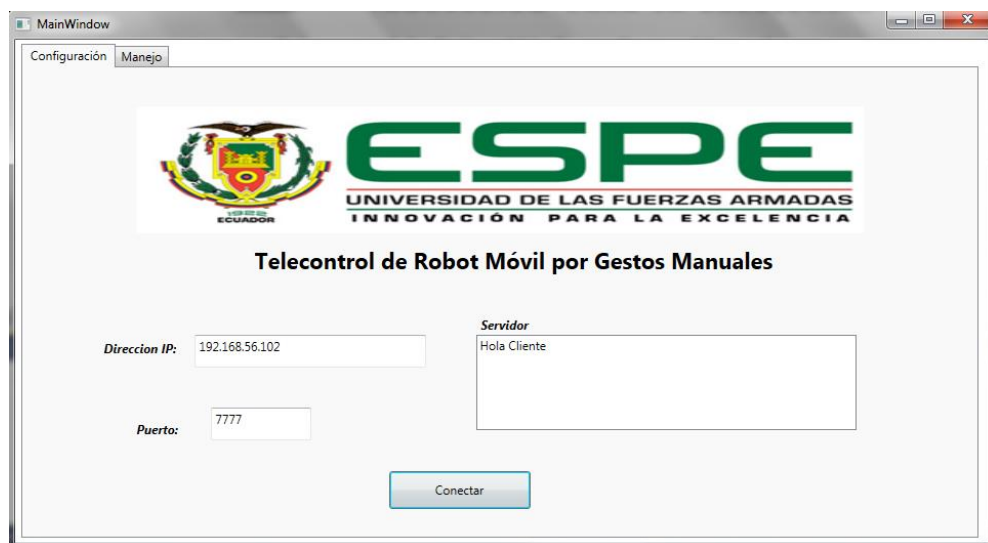 MainWindow
Configuración Manejo
ESPE
UNIVERSIDAD DE LAS FUERZAS ARMADAS
INNOVACIÓN PARA LA EXCELENCIA
1922
ECUADOR
Telecontrol de Robot Móvil por Gestos Manuales
Direccion IP: 192.168.56.102
Puerto: 7777
Servidor
Hola Cliente
Conectar